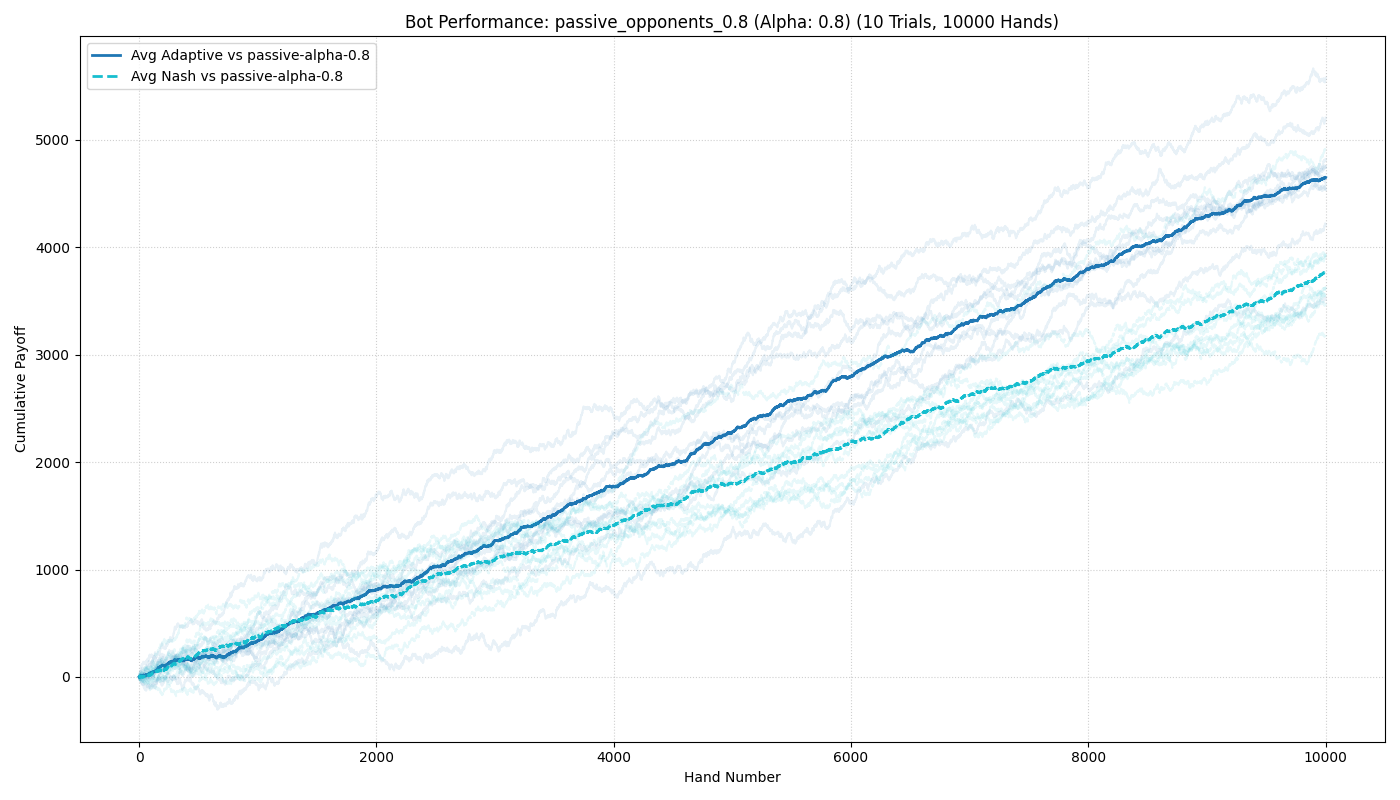 Bot Performance: passive_opponents_0.8 (Alpha: 0.8) (10 Trials, 10000 Hands)
Avg Adaptive vs passive-alpha-0.8
Avg Nash vs passive-alpha-0.8
Cumulative Payoff
5000
4000
3000
2000
1000
0
0 2000 4000 6000 8000 10000
Hand Number